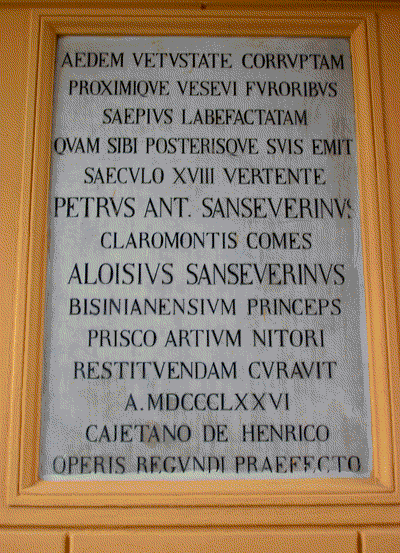 AEDEM VETVSTATE CORRVPTAM
PROXIMIQVE VESEVI FVRORIBVS
SAEPIVS LABEFACTATAM
QVAM SIBI POSTERISQVE SVIS EMIT
SAECVLO XVIII VERTENTE
PETRVS ANT. SANSEVERINVS
CLAROMONTIS COMES
ALOISIVS SANSEVERINVS
BISINIANENSIVM PRINCEPS
PRISCO ARTIVM NITORI
RESTITVENDAM CVRAVIT
A.MDCCCLXXVI
CAIETANO DE HENRICO
OPERIS REGVNDI PRAEFECTO